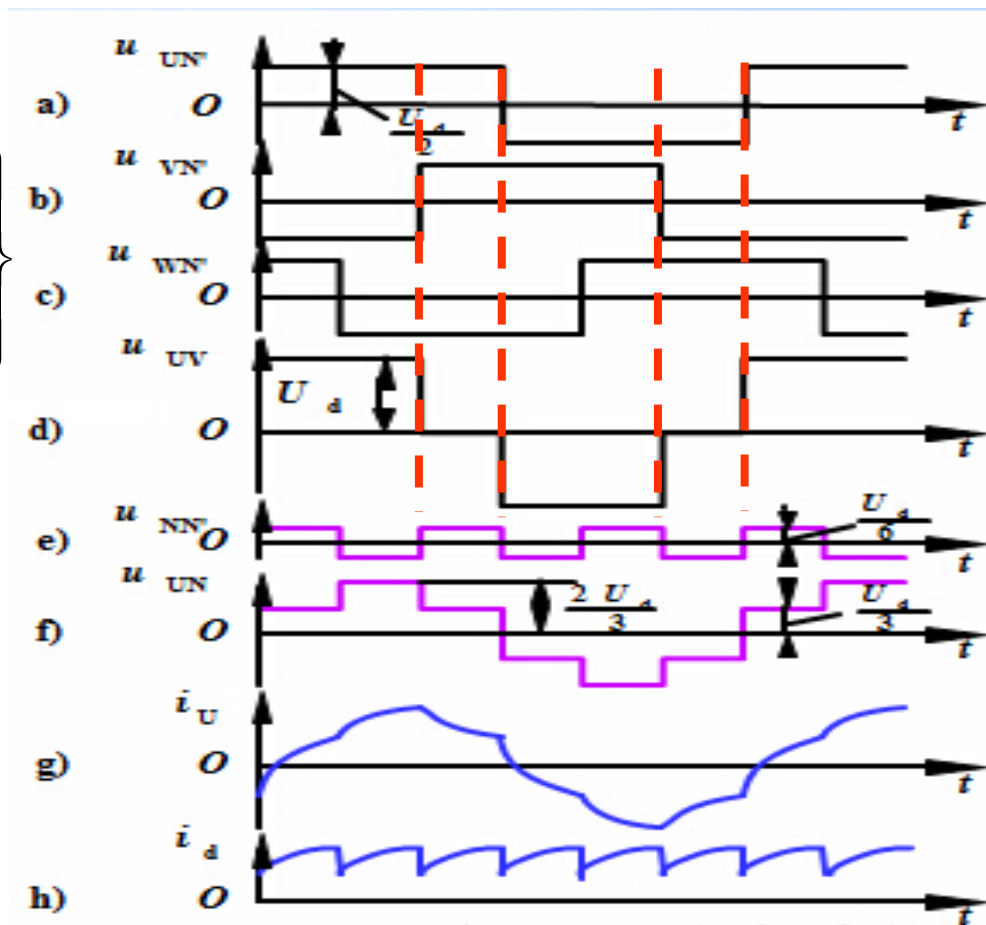 u UN'
a) O U d t
2
u VN'
b) O t
u WN'
c) O t
u UV
U d
d) O t
u NN' U d
e) O 6
t
u UN 2 U d U d
f) O 3 3 t
i U
g) O t
i d
h) O t